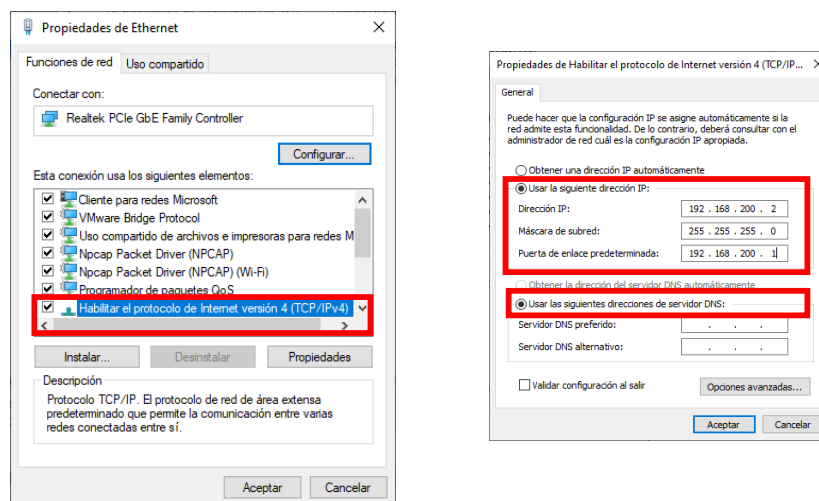 Propiedades de Ethernet
Funciones de red
Uso compartido
Conectar con:
Realtek PCIe GbE Family Controller
Configurar...
Esta conexión usa los siguientes elementos:
Cliente para redes Microsoft
VMware Bridge Protocol
Uso compartido de archivos e impresoras para redes M
Npcap Packet Driver (NPCAP)
Npcap Packet Driver (NPCAP) (Wi-Fi)
Programador de paquetes QoS
Habilitar el protocolo de Internet versión 4 (TCP/IPv4)
Instalar...
Desinstalar
Propiedades
Descripción
Protocolo TCP/IP. El protocolo de red de área extensa
predeterminado que permite la comunicación entre varias
redes conectadas entre sí.
Aceptar
Cancelar
Propiedades de Habilitar el protocolo de Internet versión 4 (TCP/IP...
General
Puede hacer que la configuración IP se asigne automáticamente si la
red admite esta funcionalidad. De lo contrario, deberá consultar con el
administrador de red cuál es la configuración IP apropiada.
Obtener una dirección IP automáticamente
Usar la siguiente dirección IP:
Dirección IP: 192 . 168 . 200 . 2
Máscara de subred: 255 . 255 . 255 . 0
Puerta de enlace predeterminada: 192 . 168 . 200 . 1
Obtener la dirección del servidor DNS automáticamente
Usar las siguientes direcciones de servidor DNS:
Servidor DNS preferido: . . .
Servidor DNS alternativo: . . .
Validar configuración al salir
Opciones avanzadas...
Aceptar
Cancelar